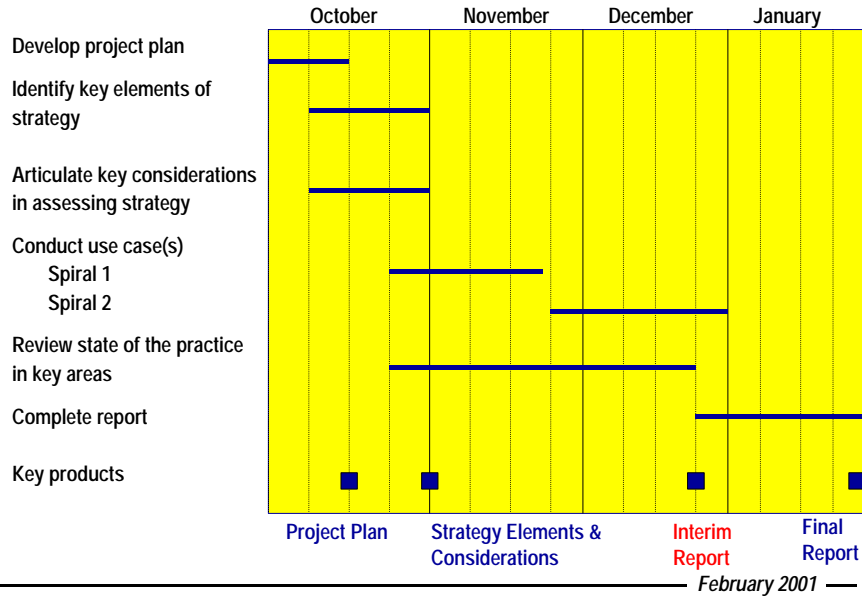 October November December January
Develop project plan
Identify key elements of
strategy
Articulate key considerations
in assessing strategy
Conduct use case(s)
Spiral 1
Spiral 2
Review state of the practice
in key areas
Complete report
Key products
Project Plan
Strategy Elements &
Considerations
Interim
Report
Final
Report
February 2001